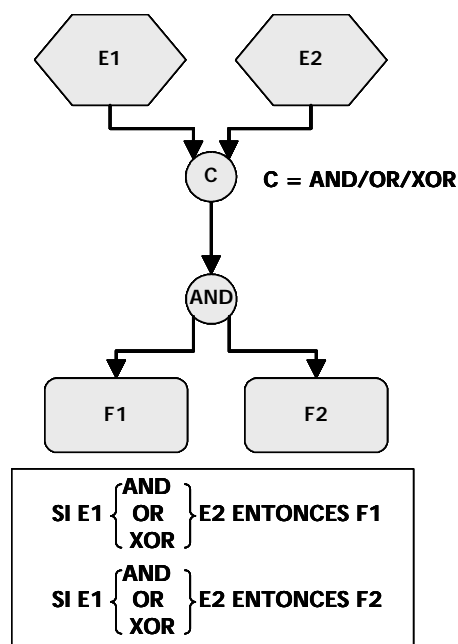 E1 E2
C C = AND/OR/XOR
AND
F1 F2
AND
SI E1 { OR } E2 ENTONCES F1
XOR
AND
SI E1 { OR } E2 ENTONCES F2
XOR